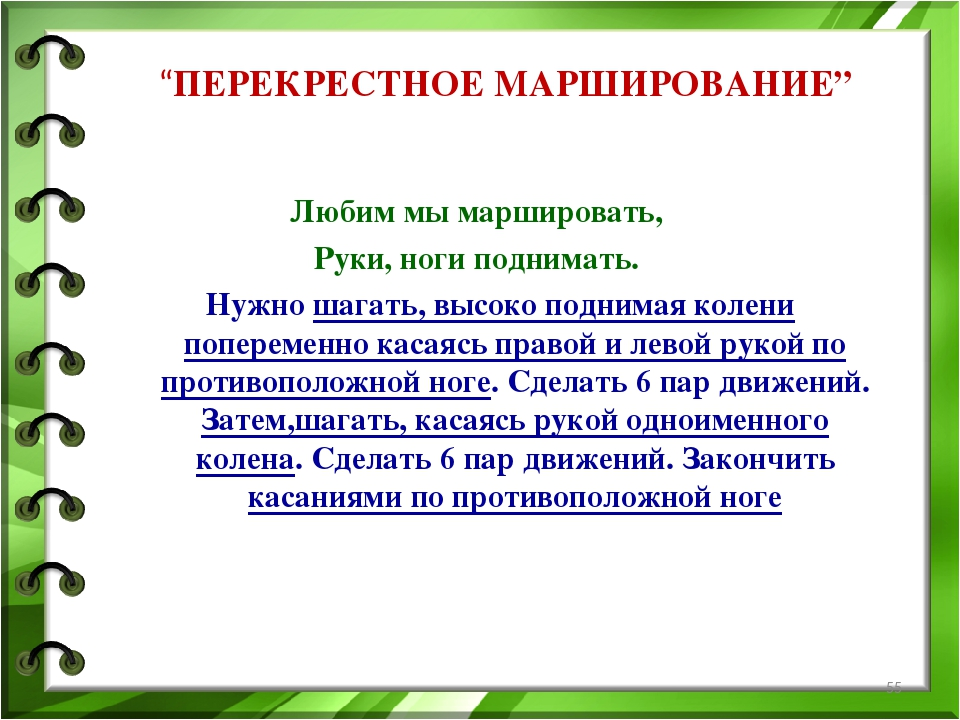 “ПЕРЕКРЕСТНОЕ МАРШИРОВАНИЕ”
Любим мы маршировать,
Руки, ноги поднимать.
Нужно шагать, высоко поднимая колени
попеременно касаясь правой и левой рукой по
противоположной ноге. Сделать 6 пар движений.
Затем,шагать, касаясь рукой одноименного
колена. Сделать 6 пар движений. Закончить
касаниями по противоположной ноге
55